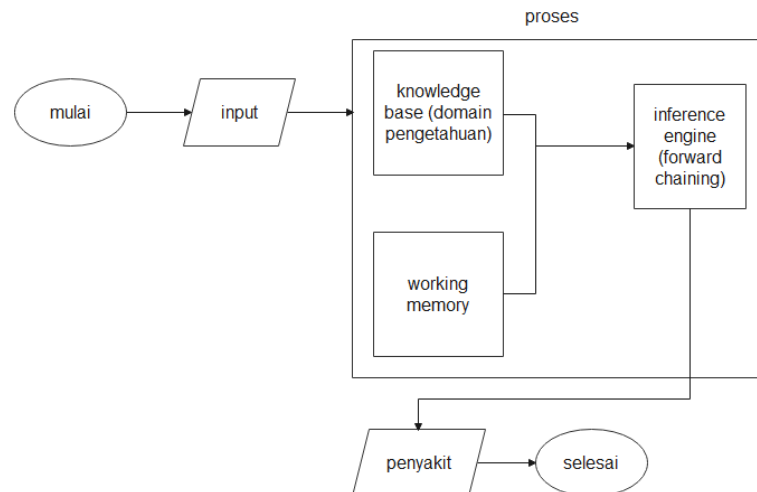 proses
mulai
input
knowledge
base (domain
pengetahuan)
inference
engine
(forward
chaining)
working
memory
penyakit
selesai